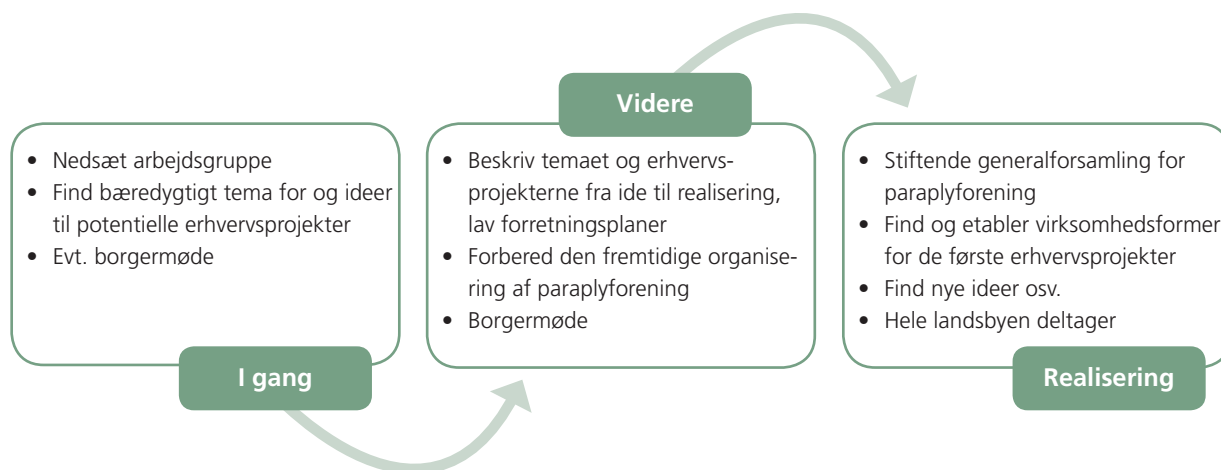 I gang
• Nedsæt arbejdsgruppe
• Find bæredygtigt tema for og ideer
til potentielle erhvervsprojekter
• Evt. borgermøde
Videre
• Beskriv temaet og erhvervs-
projekterne fra ide til realisering,
lav forretningsplaner
• Forbered den fremtidige organise-
ring af paraplyforening
• Borgermøde
Realisering
• Stiftende generalforsamling for
paraplyforening
• Find og etabler virksomhedsformer
for de første erhvervsprojekter
• Find nye ideer osv.
• Hele landsbyen deltager